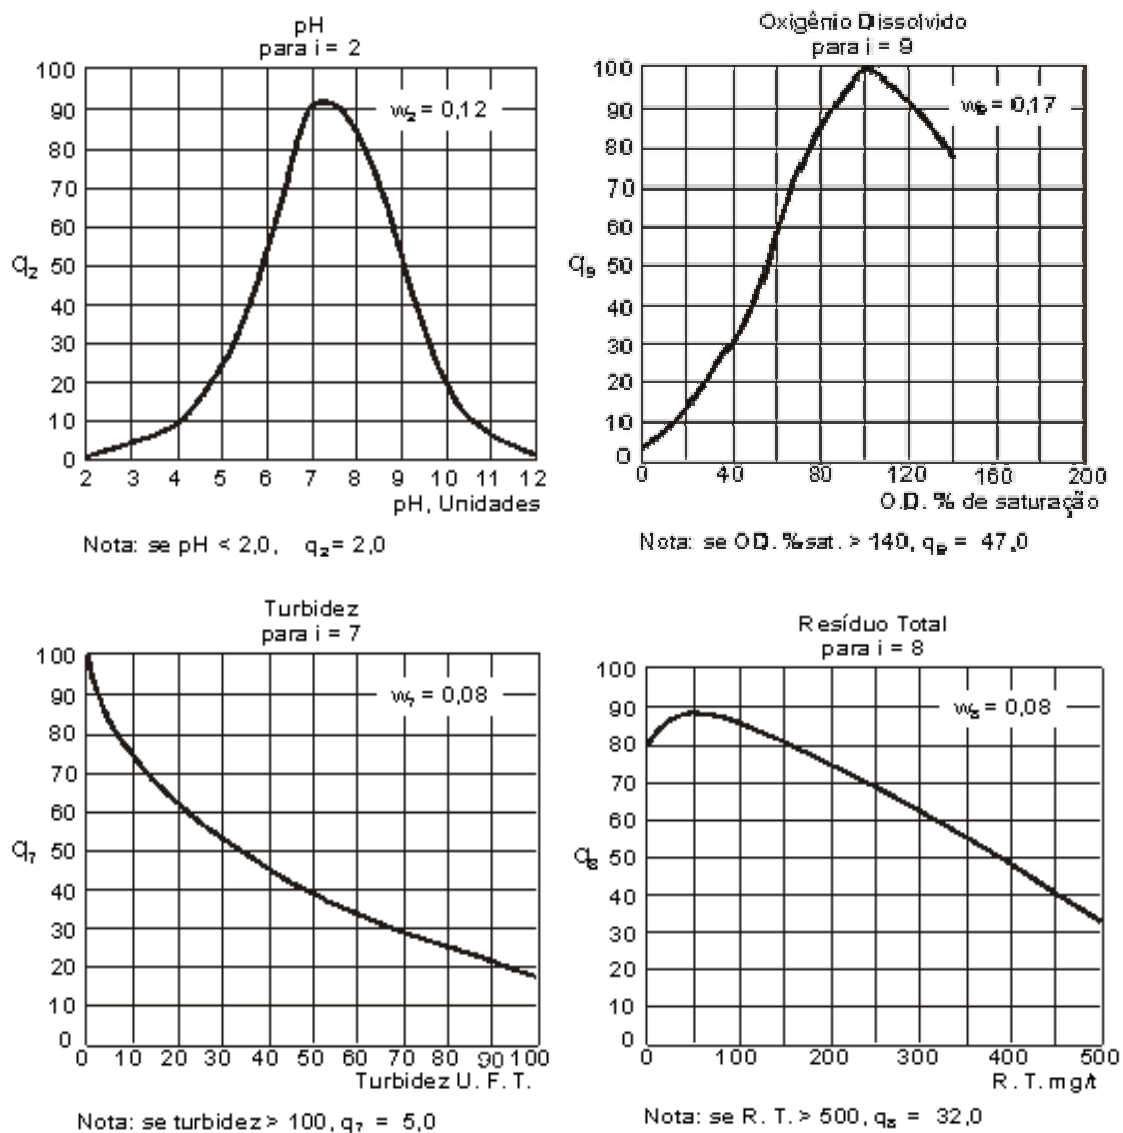 pH
para i = 2
100
90
80
70
60
50
40
30
20
10
0
q₂
w₂ = 0,12
2 3 4 5 6 7 8 9 10 11 12
pH, Unidades
Nota: se pH < 2,0, q₂ = 2,0
Oxigênio Dissolvido
para i = 9
100
90
80
70
60
50
40
30
20
10
0
q₉
w₉ = 0,17
0 40 80 120 160 200
O.D. % de saturação
Nota: se OD. %sat. > 140, q₉ = 47,0
Turbidez
para i = 7
100
90
80
70
60
50
40
30
20
10
0
q₇
w₇ = 0,08
0 10 20 30 40 50 60 70 80 90 100
Turbidez U. F. T.
Nota: se turbidez > 100, q₇ = 5,0
Resíduo Total
para i = 8
100
90
80
70
60
50
40
30
20
10
0
q₈
w₈ = 0,08
0 100 200 300 400 500
R. T. mg/t
Nota: se R. T. > 500, q₈ = 32,0